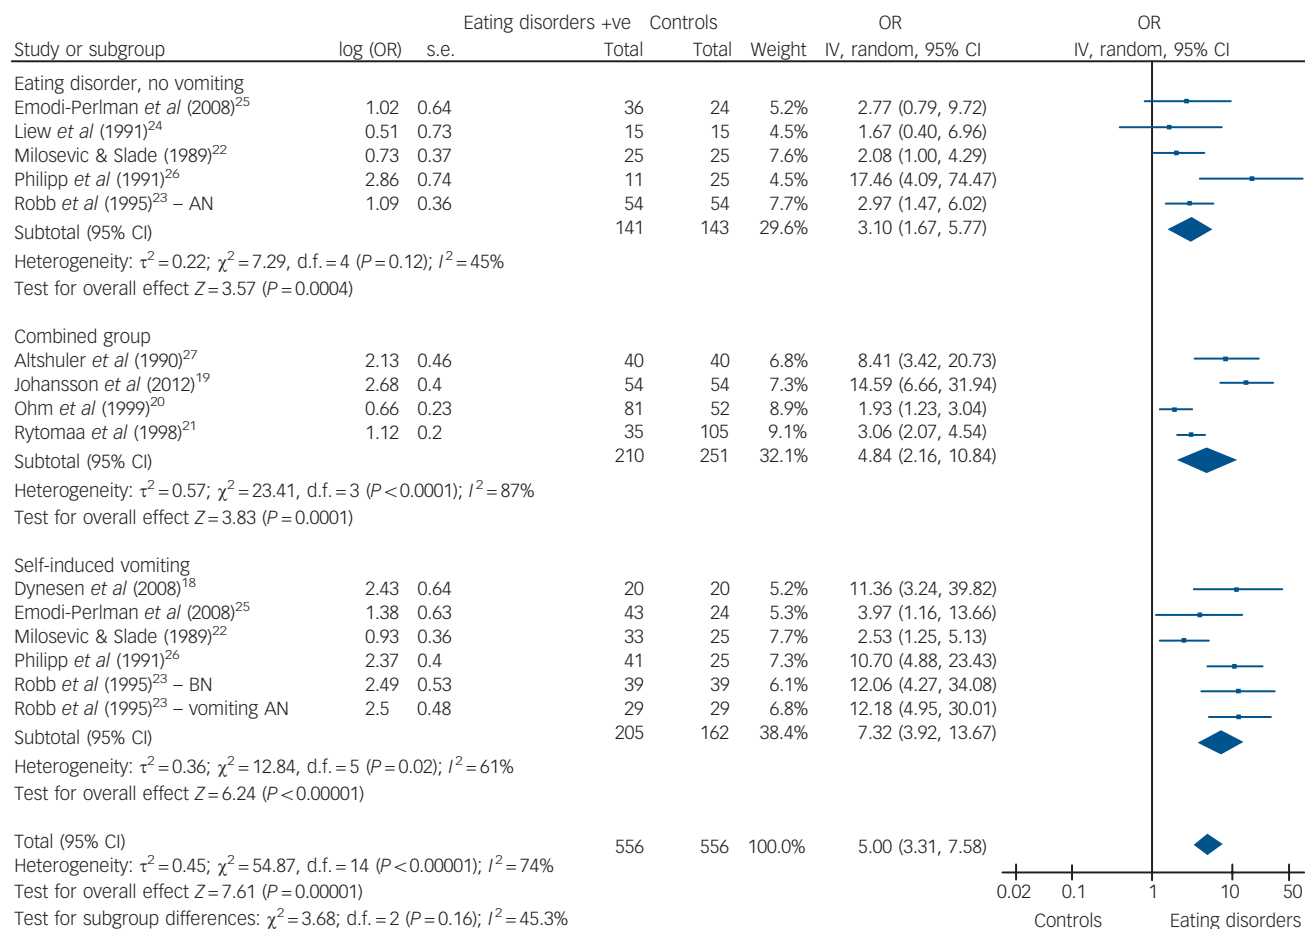 Eating disorders +ve Controls OR OR
Study or subgroup log (OR) s.e. Total Total Weight IV, random, 95% CI IV, random, 95% CI
Eating disorder, no vomiting
Emodi-Perlman et al (2008)25 1.02 0.64 36 24 5.2% 2.77 (0.79, 9.72)
Liew et al (1991)24 0.51 0.73 15 15 4.5% 1.67 (0.40, 6.96)
Milosevic & Slade (1989)22 0.73 0.37 25 25 7.6% 2.08 (1.00, 4.29)
Philipp et al (1991)26 2.86 0.74 11 25 4.5% 17.46 (4.09, 74.47)
Robb et al (1995)23 – AN 1.09 0.36 54 54 7.7% 2.97 (1.47, 6.02)
Subtotal (95% CI) 141 143 29.6% 3.10 (1.67, 5.77)
Heterogeneity: τ2=0.22; χ2=7.29, d.f.=4 (P=0.12); I2=45%
Test for overall effect Z=3.57 (P=0.0004)
Combined group
Altshuler et al (1990)27 2.13 0.46 40 40 6.8% 8.41 (3.42, 20.73)
Johansson et al (2012)19 2.68 0.4 54 54 7.3% 14.59 (6.66, 31.94)
Ohm et al (1999)20 0.66 0.23 81 52 8.9% 1.93 (1.23, 3.04)
Rytomaa et al (1998)21 1.12 0.2 35 105 9.1% 3.06 (2.07, 4.54)
Subtotal (95% CI) 210 251 32.1% 4.84 (2.16, 10.84)
Heterogeneity: τ2=0.57; χ2=23.41, d.f.=3 (P<0.0001); I2=87%
Test for overall effect Z=3.83 (P=0.0001)
Self-induced vomiting
Dynesen et al (2008)18 2.43 0.64 20 20 5.2% 11.36 (3.24, 39.82)
Emodi-Perlman et al (2008)25 1.38 0.63 43 24 5.3% 3.97 (1.16, 13.66)
Milosevic & Slade (1989)22 0.93 0.36 33 25 7.7% 2.53 (1.25, 5.13)
Philipp et al (1991)26 2.37 0.4 41 25 7.3% 10.70 (4.88, 23.43)
Robb et al (1995)23 – BN 2.49 0.53 39 39 6.1% 12.06 (4.27, 34.08)
Robb et al (1995)23 – vomiting AN 2.5 0.48 29 29 6.8% 12.18 (4.95, 30.01)
Subtotal (95% CI) 205 162 38.4% 7.32 (3.92, 13.67)
Heterogeneity: τ2=0.36; χ2=12.84, d.f.=5 (P=0.02); I2=61%
Test for overall effect Z=6.24 (P<0.00001)
Total (95% CI) 556 556 100.0% 5.00 (3.31, 7.58)
Heterogeneity: τ2=0.45; χ2=54.87, d.f.=14 (P<0.00001); I2=74%
Test for overall effect Z=7.61 (P=0.00001)
Test for subgroup differences: χ2=3.68; d.f.=2 (P=0.16); I2=45.3%
0.02 0.1 1 10 50
Controls Eating disorders